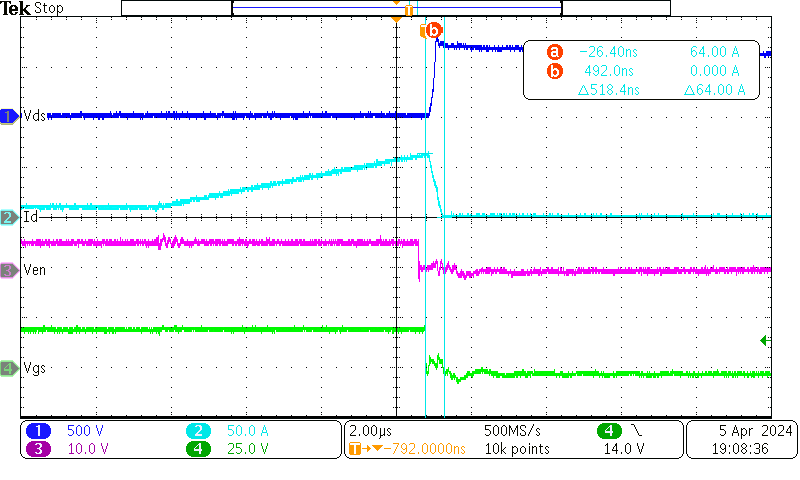 Tek Stop
T
T b
a -26.40ns 64.00 A
b 492.0ns 0.000 A
△518.4ns △64.00 A
1 Vds
2 Id
3 Ven
4 Vgs
1 500 V 2 50.0 A 2.00µs 500MS/s 4 5 Apr 2024
3 10.0 V 4 25.0 V T→▼-792.0000ns 10k points 14.0 V 19:08:36